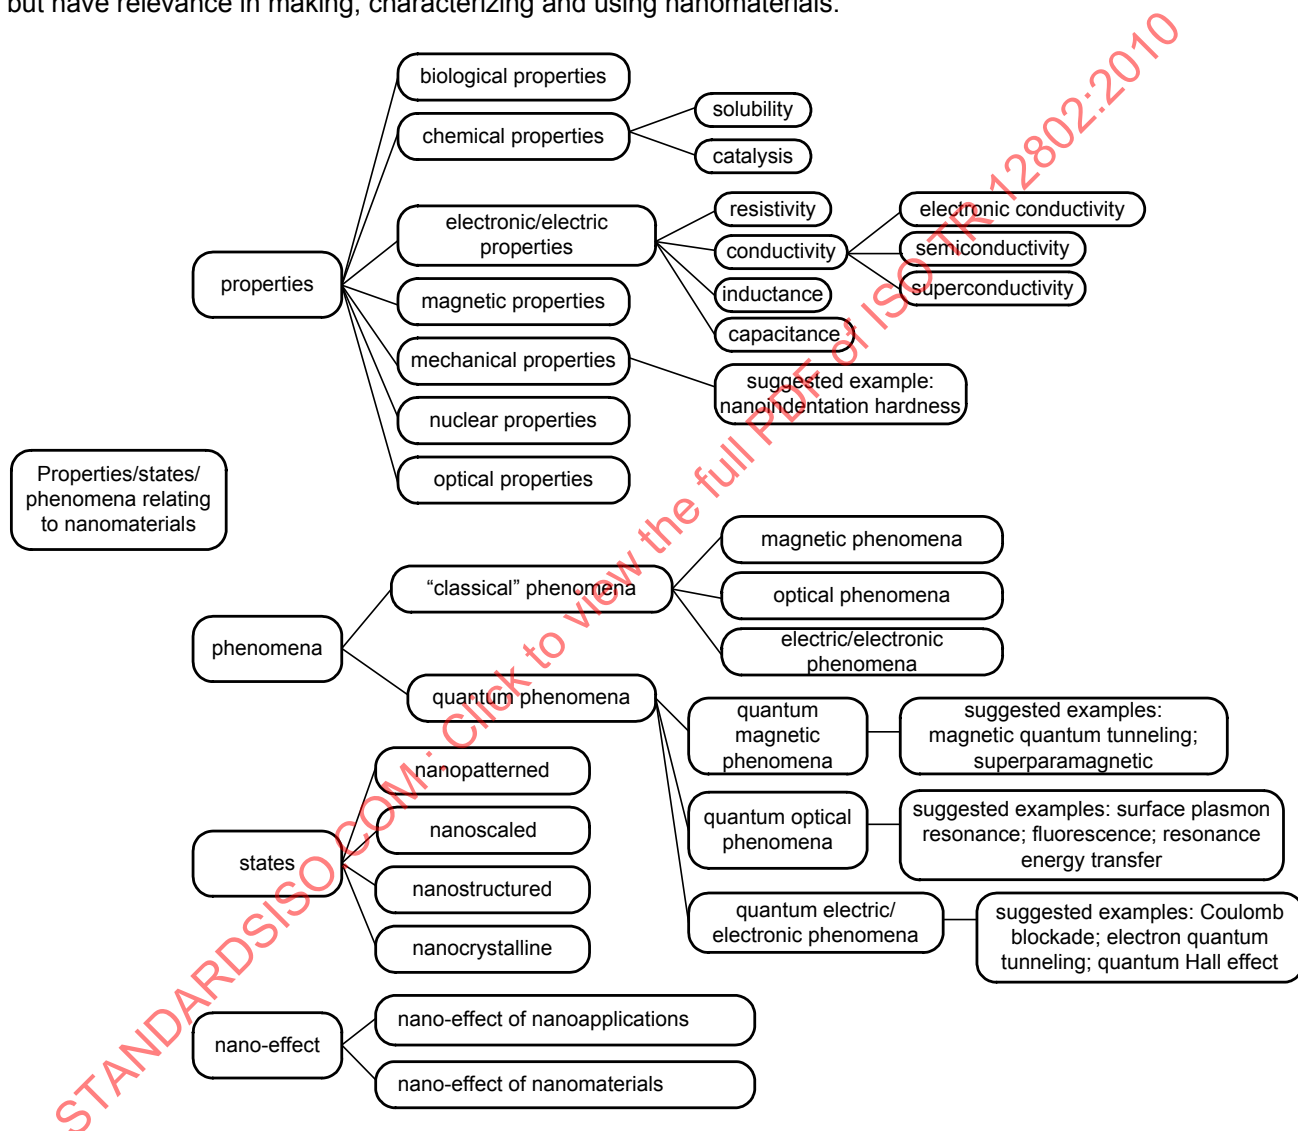 but have relevance in making, characterizing and using nanomaterials.
biological properties
chemical properties
solubility
catalysis
electronic/electric
properties
resistivity
conductivity
inductance
capacitance
electronic conductivity
semiconductivity
superconductivity
properties
magnetic properties
mechanical properties
suggested example:
nanoindentation hardness
nuclear properties
optical properties
Properties/states/
phenomena relating
to nanomaterials
phenomena
“classical” phenomena
magnetic phenomena
optical phenomena
electric/electronic
phenomena
quantum phenomena
quantum
magnetic
phenomena
suggested examples:
magnetic quantum tunneling;
superparamagnetic
quantum optical
phenomena
suggested examples: surface plasmon
resonance; fluorescence; resonance
energy transfer
quantum electric/
electronic phenomena
suggested examples: Coulomb
blockade; electron quantum
tunneling; quantum Hall effect
states
nanopatterned
nanoscaled
nanostructured
nanocrystalline
nano-effect
nano-effect of nanoapplications
nano-effect of nanomaterials
STANDARDSISO.COM : Click to view the full PDF of ISO TR 12802:2010